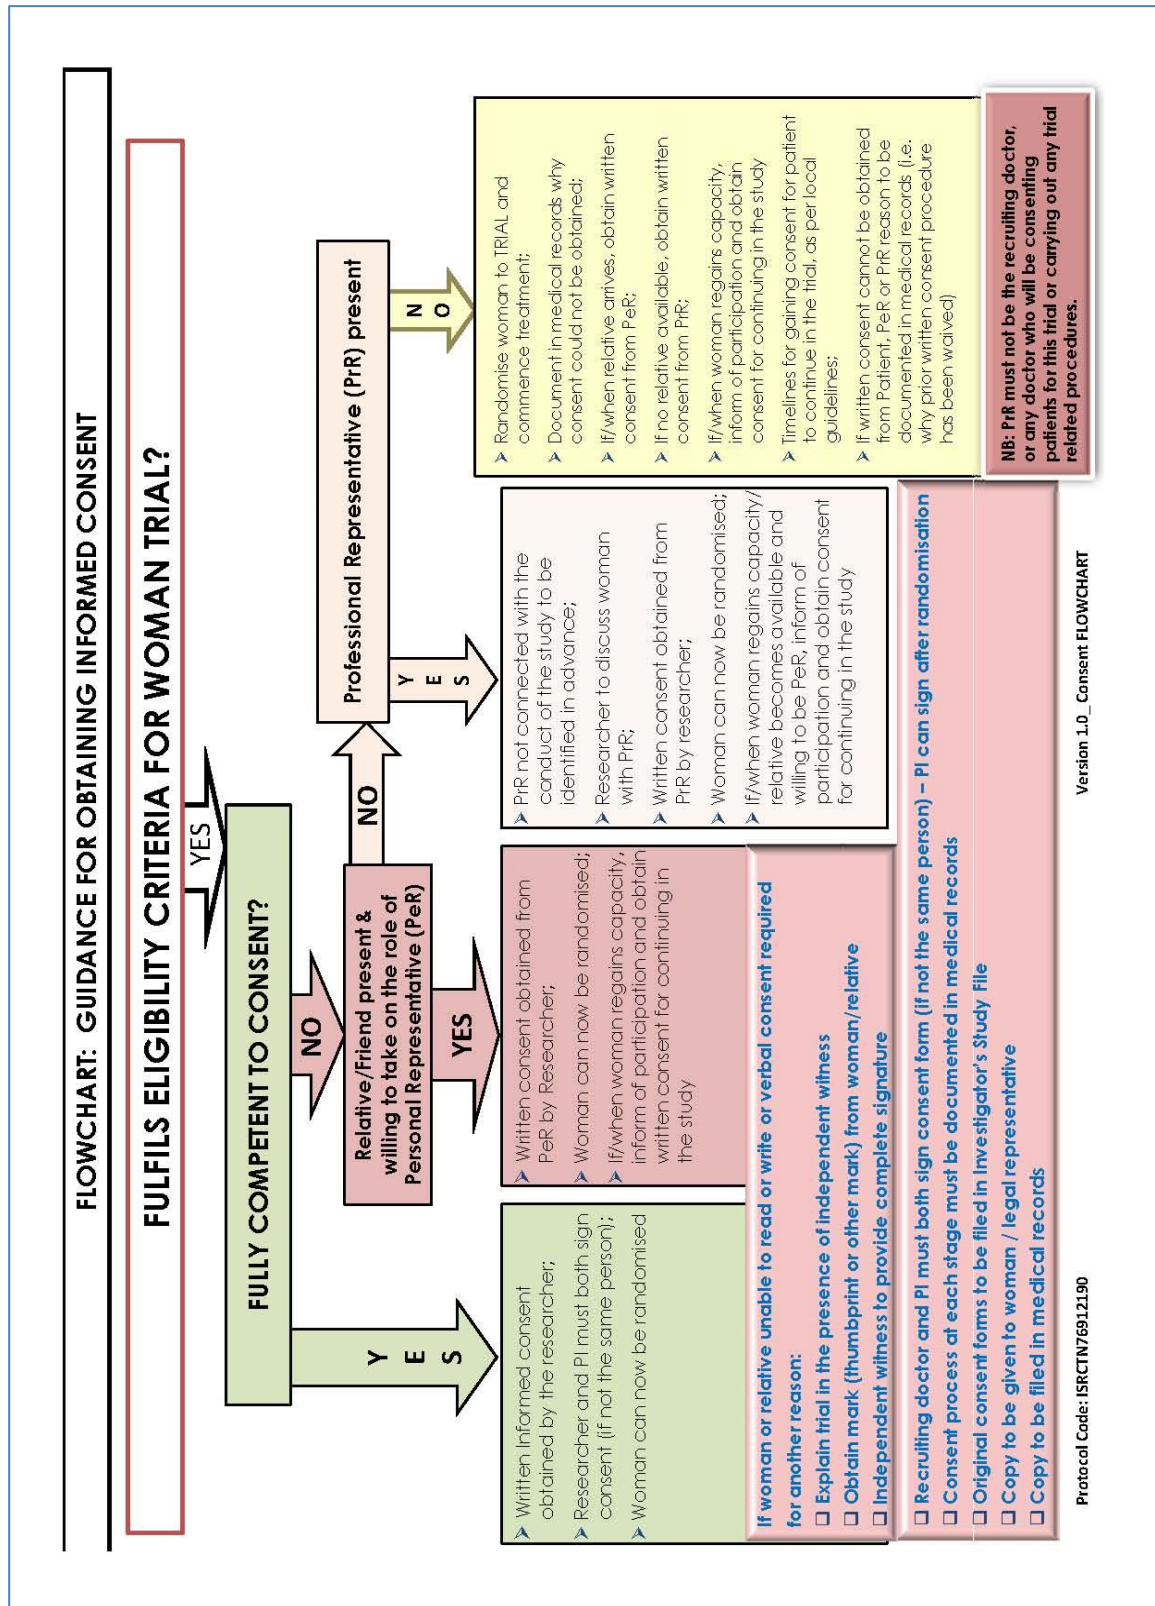 FLOWCHART:  GUIDANCE FOR OBTAINING INFORMED CONSENT
FULFILS ELIGIBILITY CRITERIA FOR WOMAN TRIAL?
YES
FULLY COMPETENT TO CONSENT?
Y
E
S
NO
Relative/Friend present &
willing to take on the role of
Personal Representative (PeR)
YES
NO
Professional Representative (PrR) present
Y
E
S
N
O
➢ Written Informed consent
obtained by the researcher;
➢ Researcher and PI must both sign
consent (if not the same person);
➢ Woman can now be randomised
➢ Written consent obtained from
PeR by Researcher;
➢ Woman can now be randomised;
➢ If/when woman regains capacity,
inform of participation and obtain
written consent for continuing in
the study
➢ PrR not connected with the
conduct of the study to be
identified in advance;
➢ Researcher to discuss woman
with PrR;
➢ Written consent obtained from
PrR by researcher;
➢ Woman can now be randomised;
➢ If/when woman regains capacity/
relative becomes available and
willing to be PeR, inform of
participation and obtain consent
for continuing in the study
➢ Randomise woman to TRIAL and
commence treatment;
➢ Document in medical records why
consent could not be obtained;
➢ If/when relative arrives, obtain written
consent from PeR;
➢ If no relative available, obtain written
consent from PrR;
➢ If/when woman regains capacity,
inform of participation and obtain
consent for continuing in the study
➢ Timelines for gaining consent for patient
to continue in the trial, as per local
guidelines;
➢ If written consent cannot be obtained
from Patient, PeR or PrR reason to be
documented in medical records (i.e.
why prior written consent procedure
has been waived)
If woman or relative unable to read or write or verbal consent required
for another reason:
❑ Explain trial in the presence of independent witness
❑ Obtain mark (thumbprint or other mark) from woman/relative
❑ Independent witness to provide complete signature
❑ Recruiting doctor and PI must both sign consent form (if not the same person) – PI can sign after randomisation
❑ Consent process at each stage must be documented in medical records
❑ Original consent forms to be filed in Investigator's Study File
❑ Copy to be given to woman / legal representative
❑ Copy to be filed in medical records
NB: PrR must not be the recruiting doctor,
or any doctor who will be consenting
patients for this trial or carrying out any trial
related procedures.
Protocol Code: ISRCTN76912190
Version 1.0_ Consent FLOWCHART